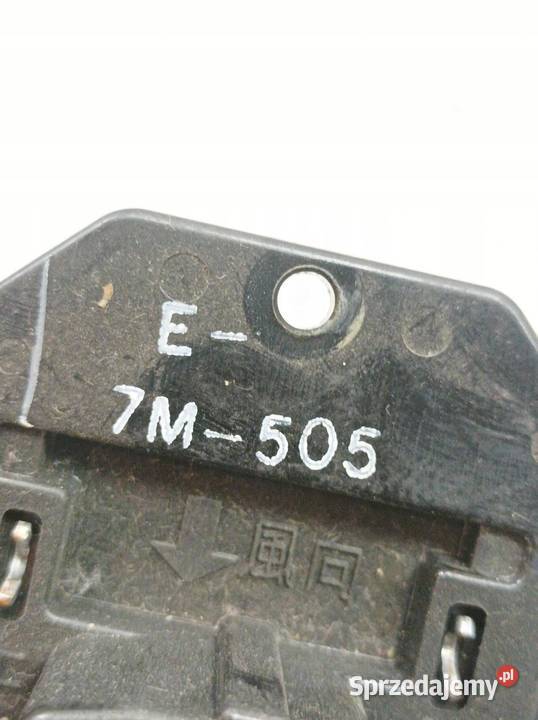 E-
7M-505
風向
Sprzedajemy.pl